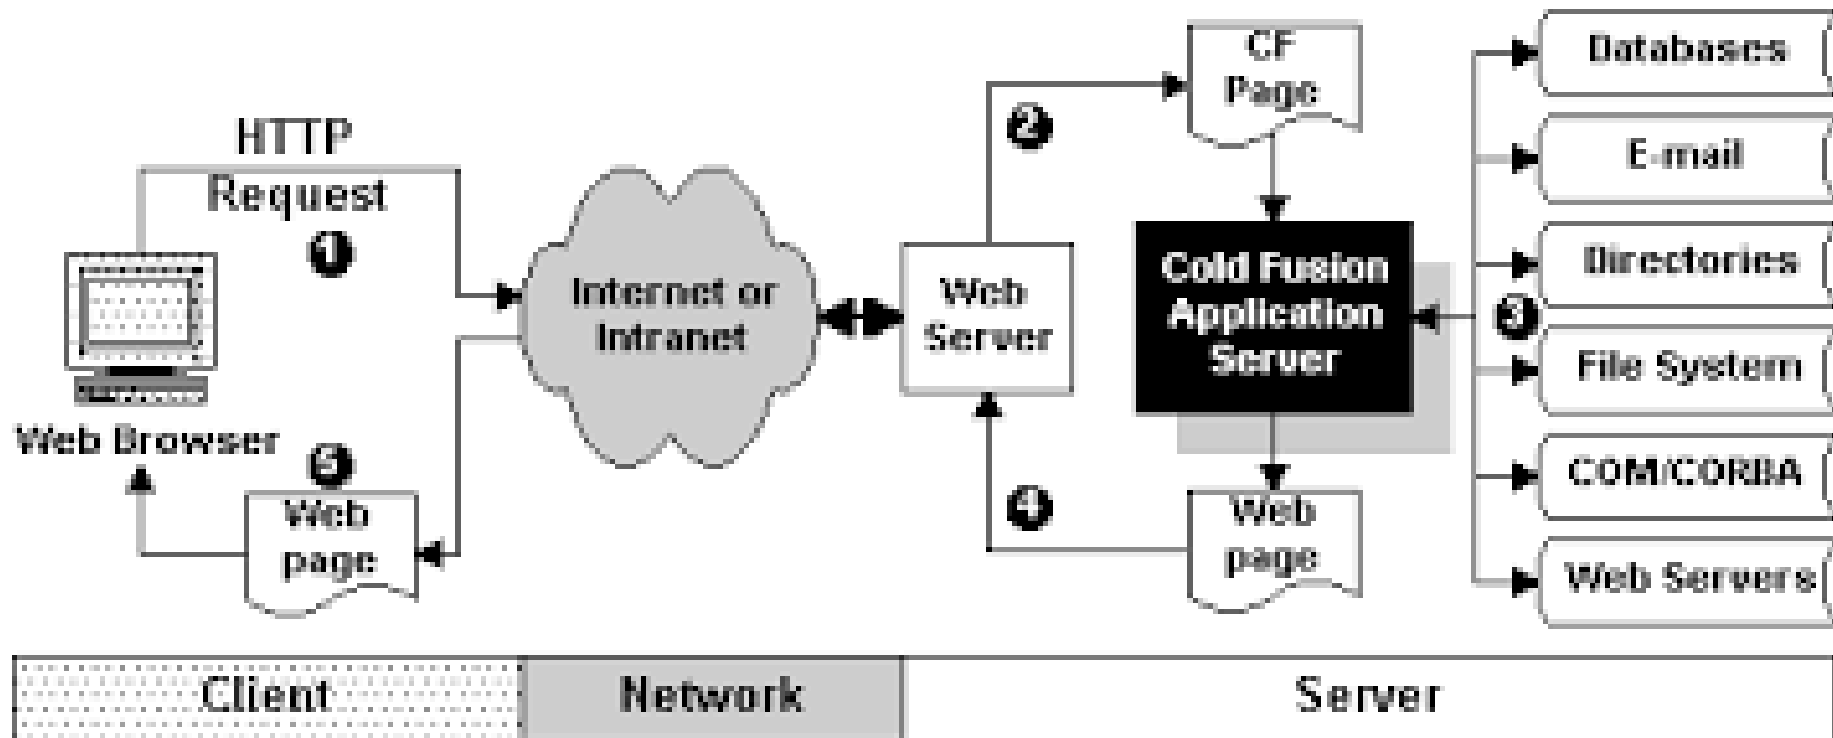 HTTP
Request
1
Web Browser
5
Web
page
Internet or
Intranet
Web
Server
2
CF
Page
Cold Fusion
Application
Server
4
Web
page
3
Databases
E-mail
Directories
File System
COM/CORBA
Web Servers
Client
Network
Server